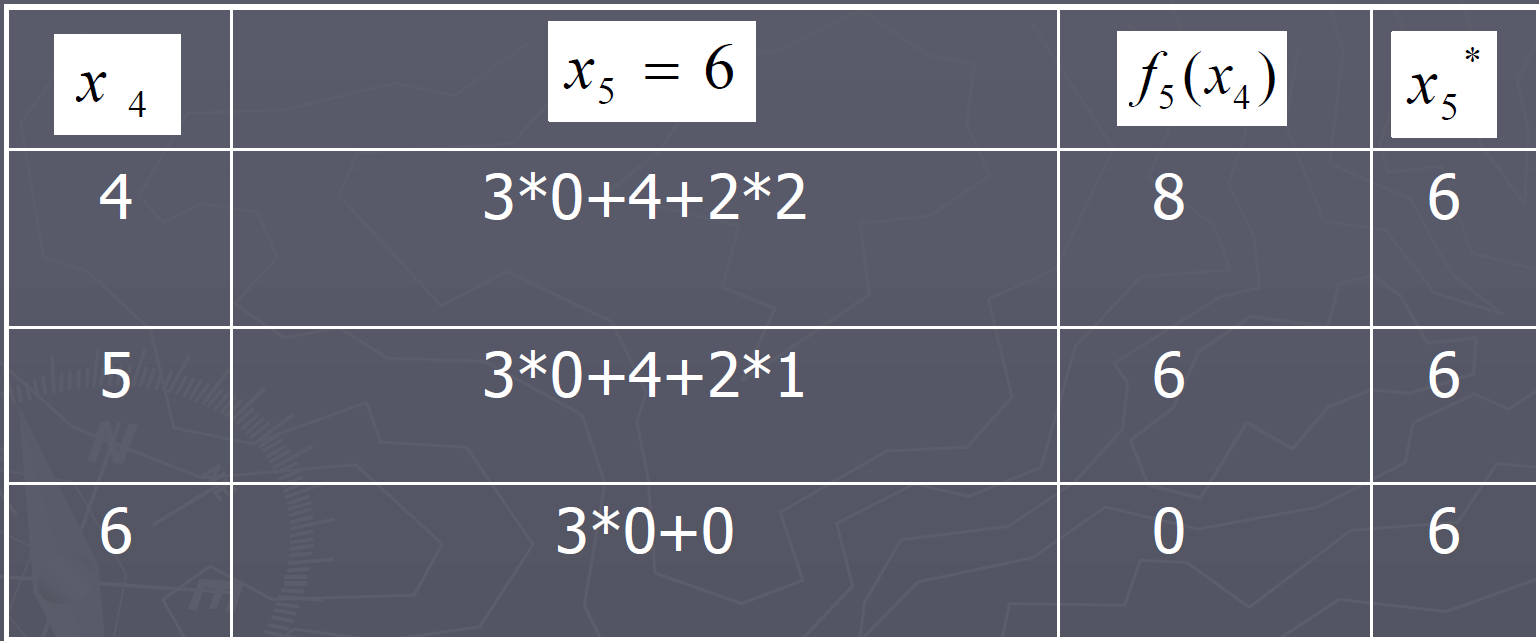 x₄ x₅ = 6 f₅(x₄) x₅*
4 3*0+4+2*2 8 6
5 3*0+4+2*1 6 6
6 3*0+0 0 6
N
E